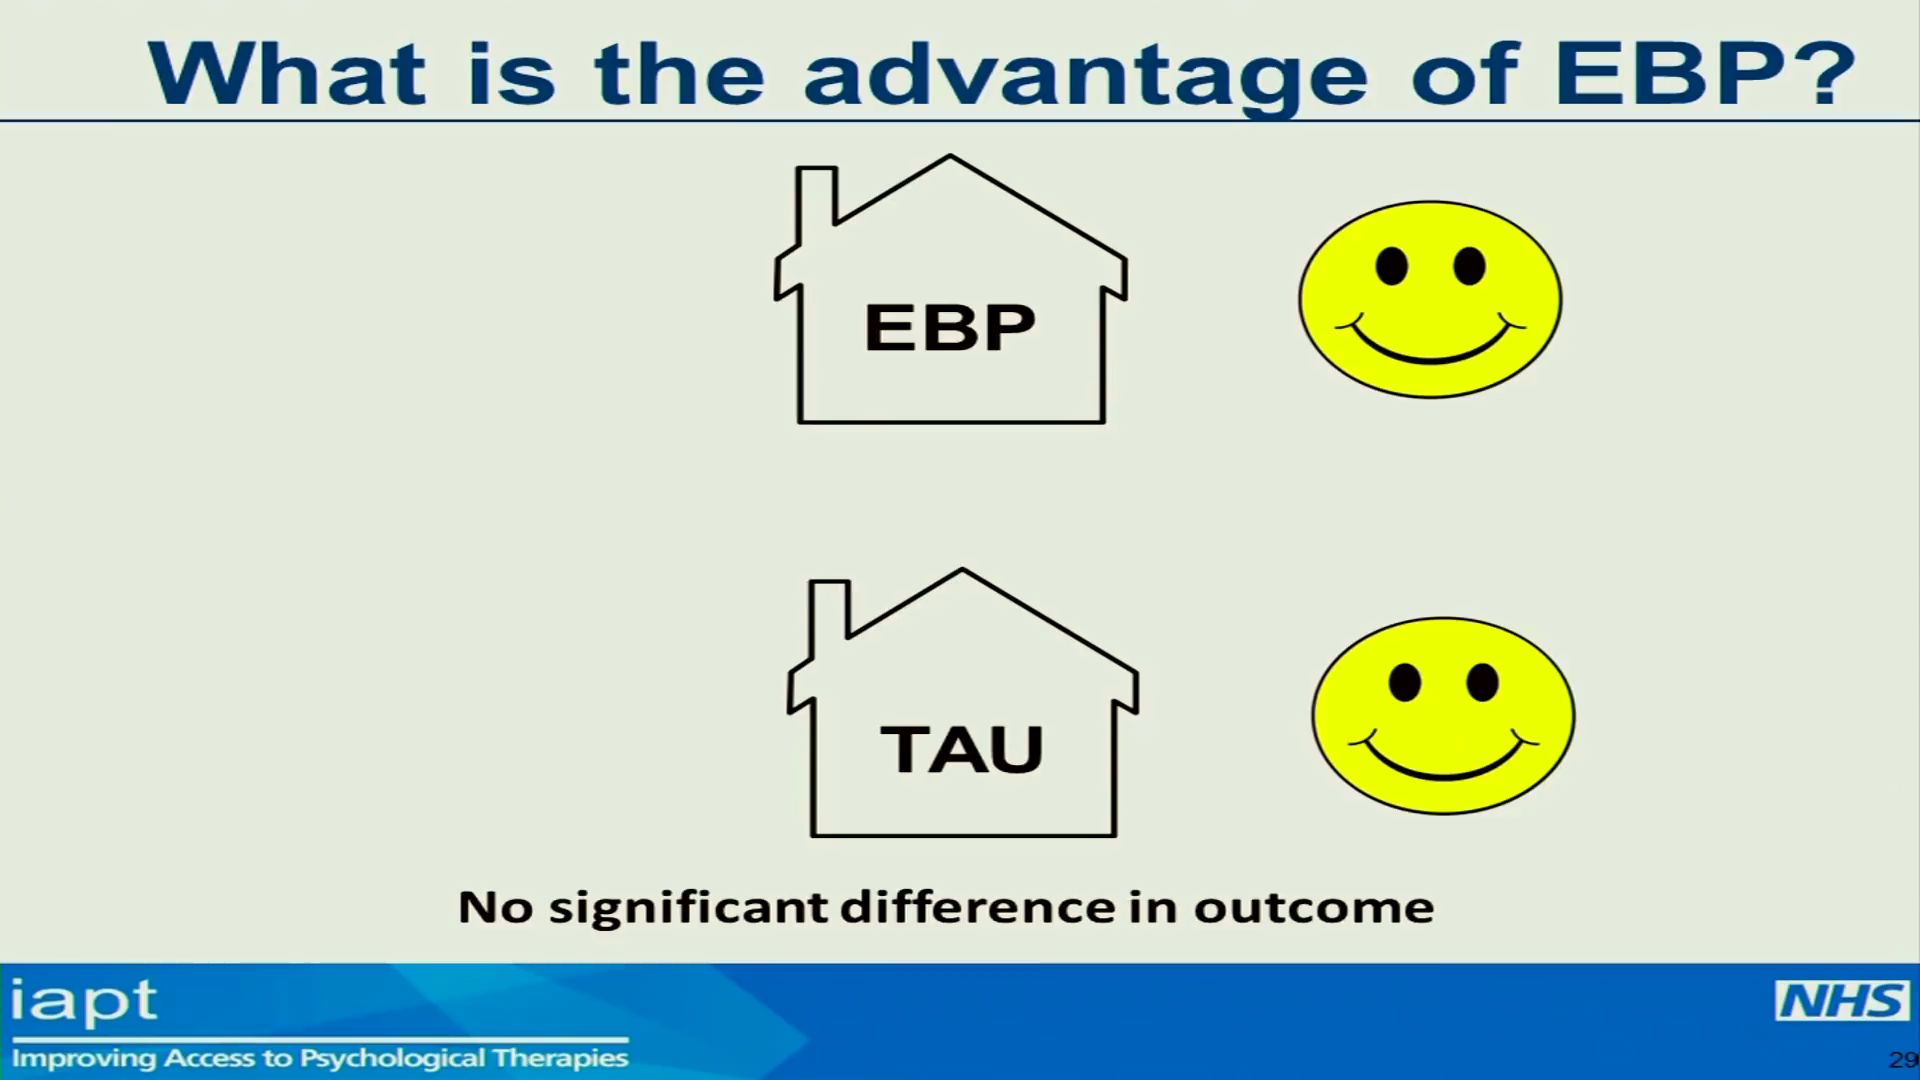 What is the advantage of EBP?
EBP
TAU
No significant difference in outcome
iapt
NHS
Improving Access to Psychological Therapies
29